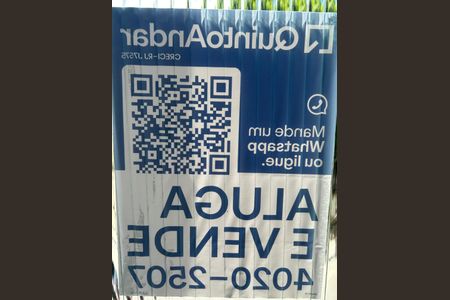 QuintoAndar
CRECI-RJ J7575
Mande um
Whatsapp
ou ligue.
ALUGA
E VENDE
4020-2507